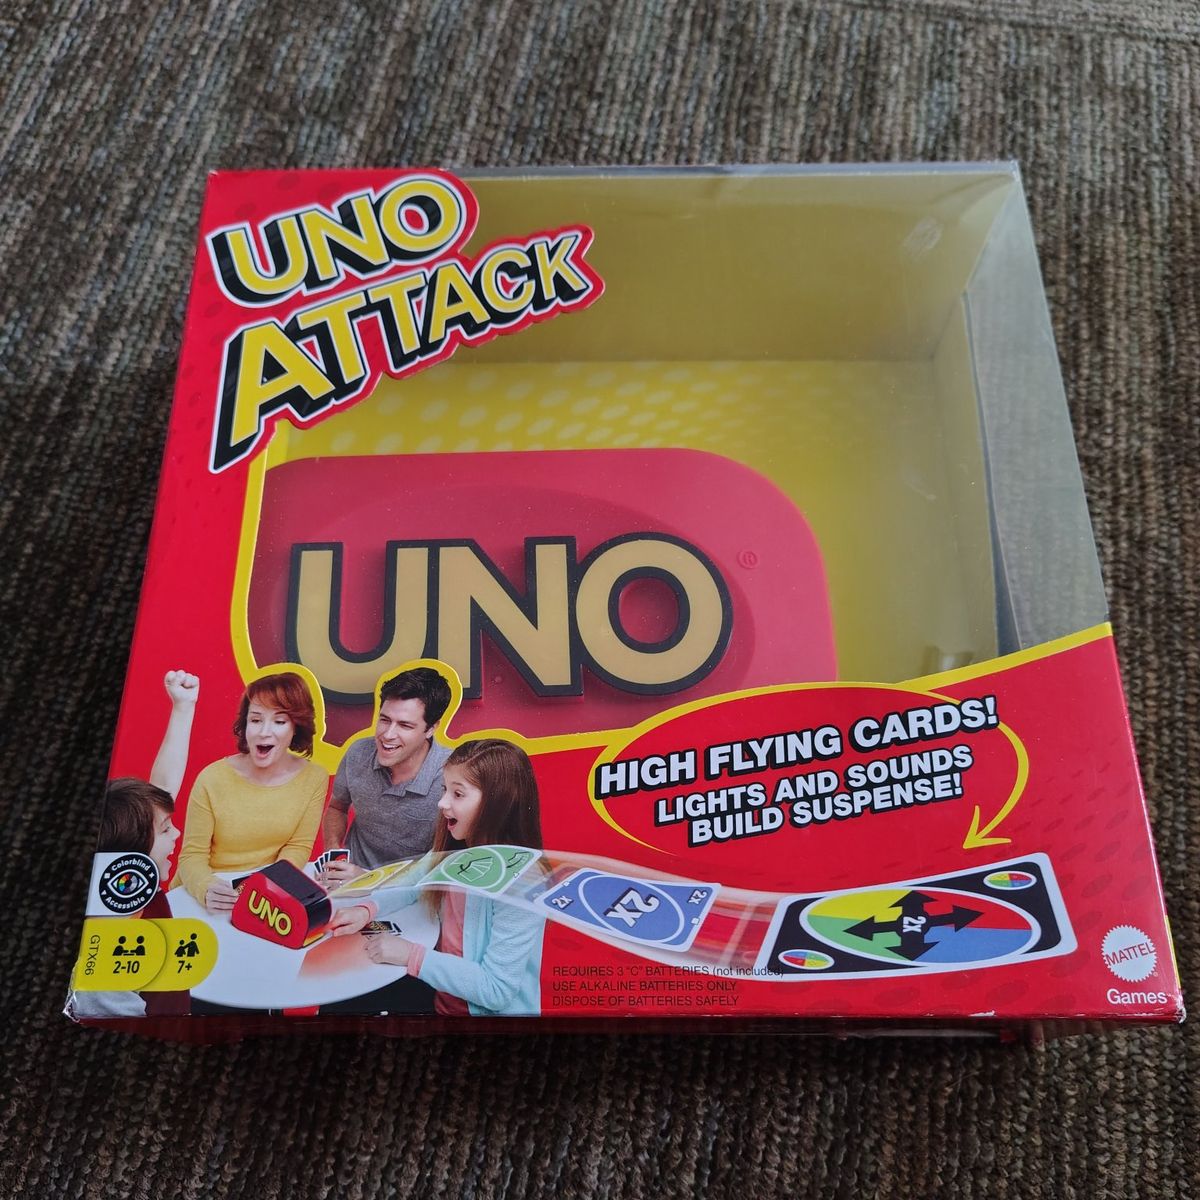 UNO
ATTACK
UNO
®
HIGH FLYING CARDS!
LIGHTS AND SOUNDS
BUILD SUSPENSE!
Colorblind
Accessible
UNO
2X
2X
2X
2X
GTX66
2-10
7+
REQUIRES 3 "C" BATTERIES (not included)
USE ALKALINE BATTERIES ONLY
DISPOSE OF BATTERIES SAFELY
MATTEL
Games